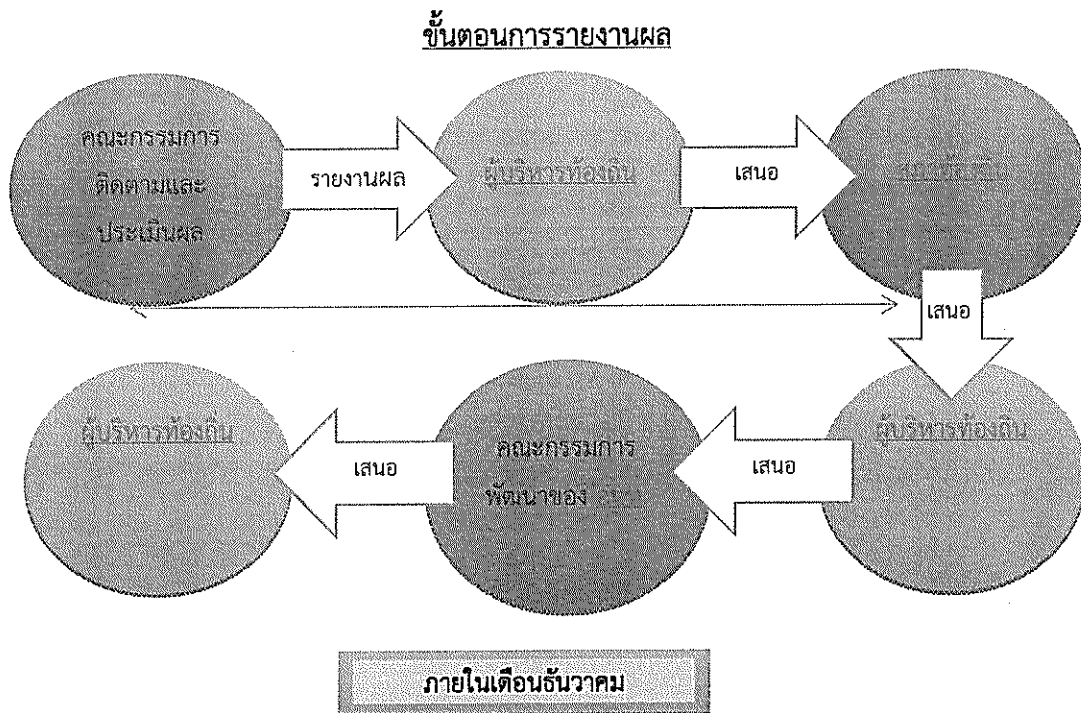 ขั้นตอนการรายงานผล
คณะกรรมการ
ติดตามและ
ประเมินผล
รายงานผล
ผู้บริหารท้องถิ่น
เสนอ
เสนอ
ผู้บริหารท้องถิ่น
เสนอ
คณะกรรมการ
พัฒนาของ
เสนอ
ผู้บริหารท้องถิ่น
ภายในเดือนธันวาคม